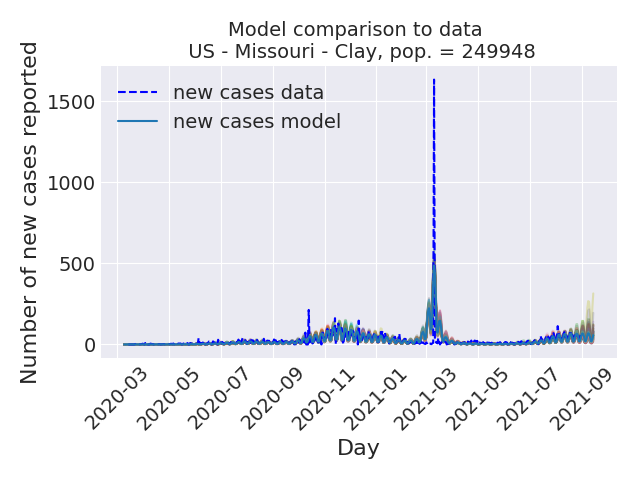 Model comparison to data
US - Missouri - Clay, pop. = 249948
Number of new cases reported
1500
1000
500
0
new cases data
new cases model
2020-03
2020-05
2020-07
2020-09
2020-11
2021-01
2021-03
2021-05
2021-07
2021-09
Day